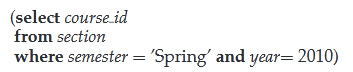 (select course_id
from section
where semester = ’Spring’ and year= 2010)